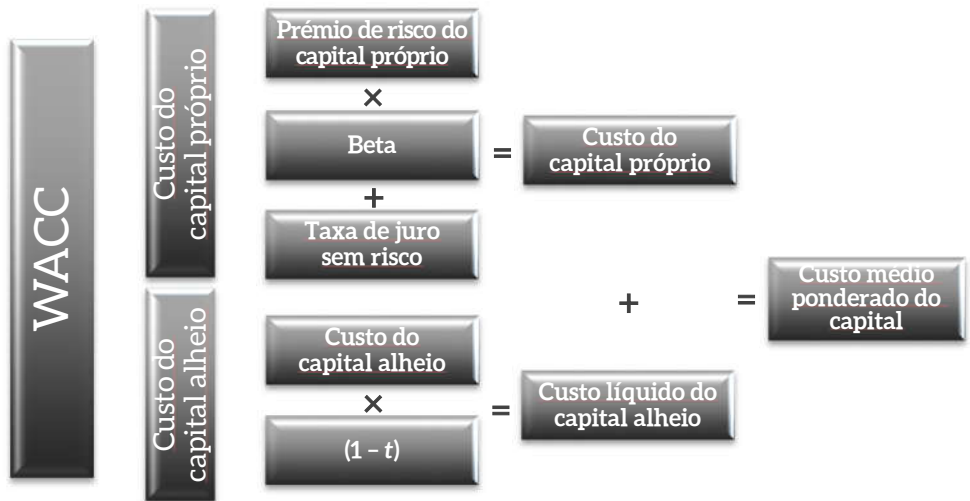 WACC
Custo do
capital próprio
Prémio de risco do
capital próprio
×
Beta
+
Taxa de juro
sem risco
=
Custo do
capital próprio
Custo do
capital alheio
Custo do
capital alheio
×
(1 – t)
=
Custo líquido do
capital alheio
+
=
Custo médio
ponderado do
capital